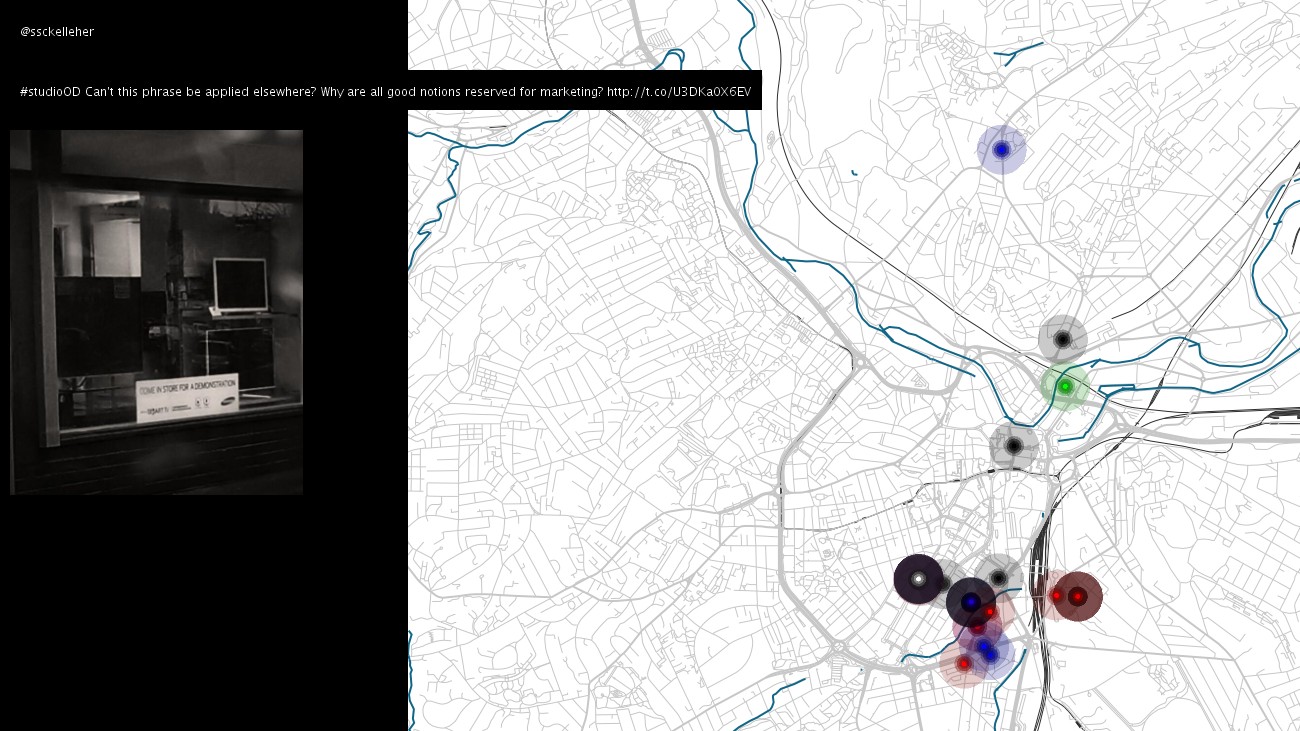 @ssckelleher
#studioOD Can't this phrase be applied elsewhere? Why are all good notions reserved for marketing? http://t.co/U3DKa0X6EV
COME IN STORE FOR A DEMONSTRATION